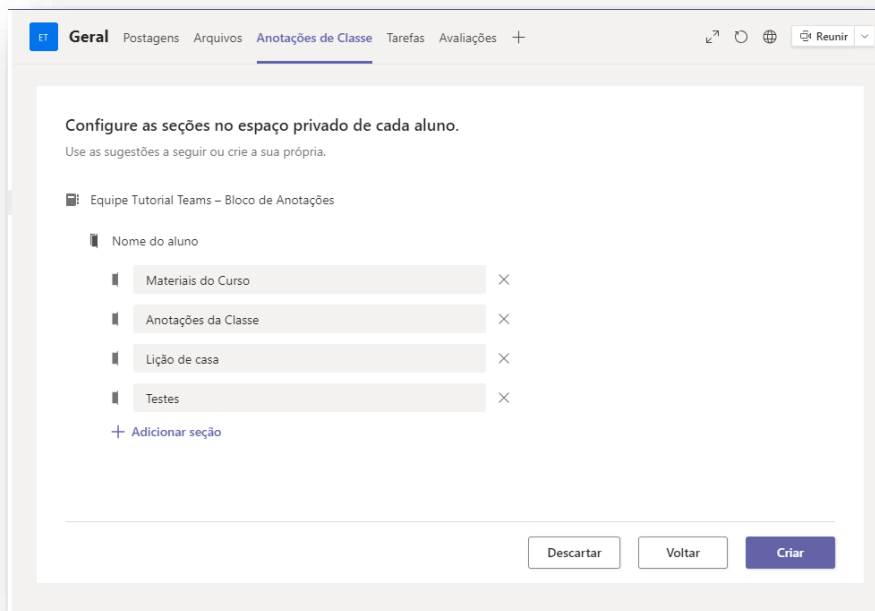 ET Geral Postagens Arquivos Anotações de Classe Tarefas Avaliações Reunir
Configure as seções no espaço privado de cada aluno.
Use as sugestões a seguir ou crie a sua própria.
Equipe Tutorial Teams – Bloco de Anotações
Nome do aluno
Materiais do Curso
Anotações da Classe
Lição de casa
Testes
Adicionar seção
Descartar Voltar Criar